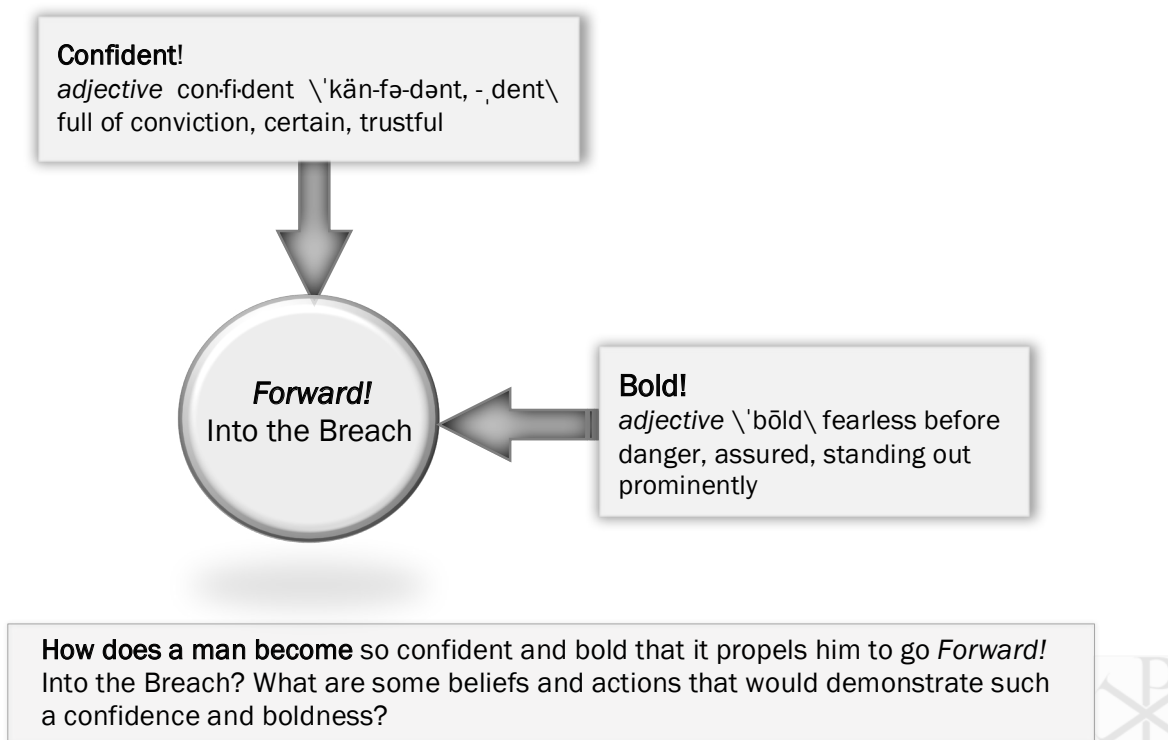 Confident!
adjective con·fi·dent \ˈkän-fə-dənt, -ˌdent\
full of conviction, certain, trustful
Forward!
Into the Breach
Bold!
adjective \ˈbōld\ fearless before
danger, assured, standing out
prominently
How does a man become so confident and bold that it propels him to go Forward!
Into the Breach? What are some beliefs and actions that would demonstrate such
a confidence and boldness?